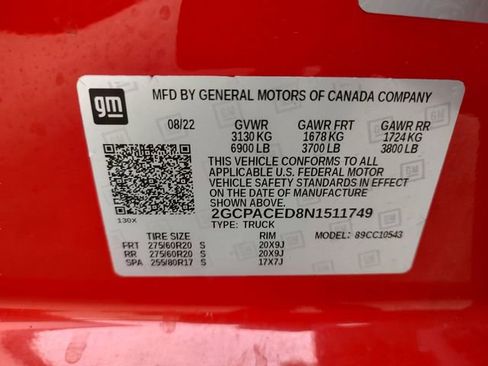 gm
MFD BY GENERAL MOTORS OF CANADA COMPANY
08/22 GVWR GAWR FRT GAWR RR
3130 KG 1678 KG 1724 KG
6900 LB 3700 LB 3800 LB
THIS VEHICLE CONFORMS TO ALL
APPLICABLE U.S. FEDERAL MOTOR
VEHICLE SAFETY STANDARDS IN EFFECT
ON THE DATE OF MANUFACTURE
SHOWN ABOVE.
2GCPACED8N1511749
130X TYPE: TRUCK
TIRE SIZE RIM MODEL: 89CC10543
FRT 275/60R20 S 20X9J
RR 275/60R20 S 20X9J
SPA 255/80R17 S 17X7J